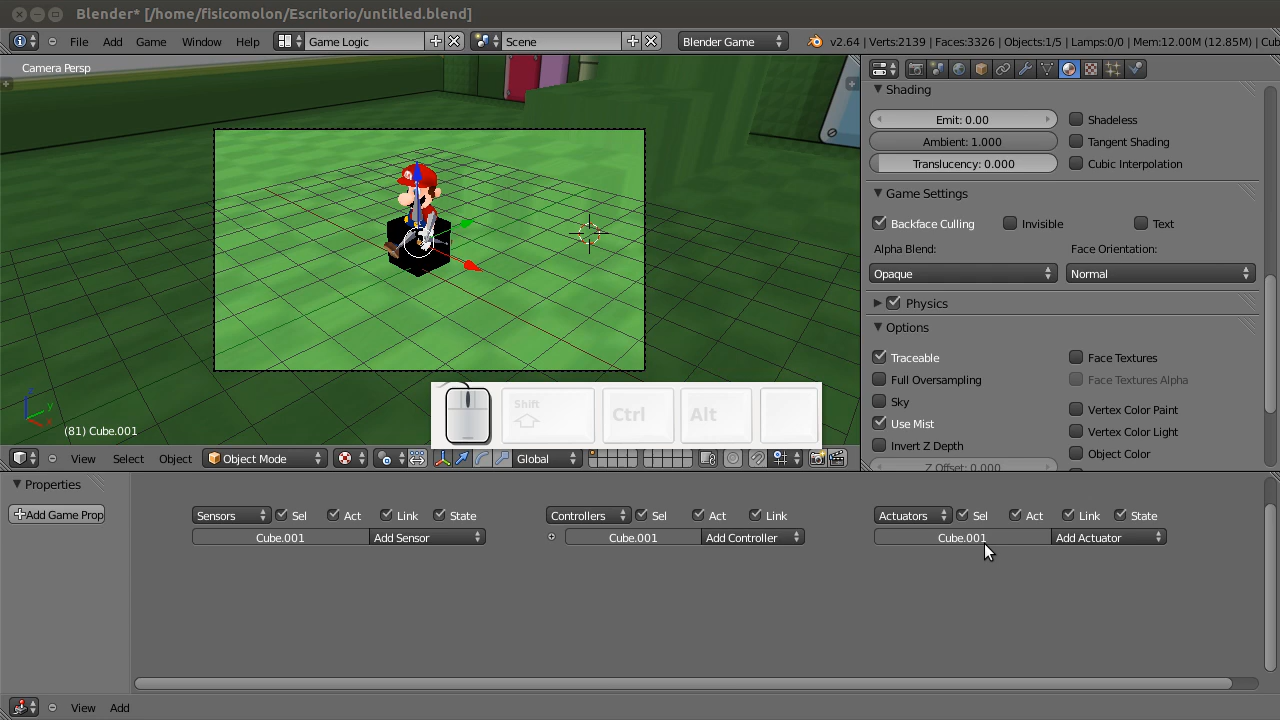 Blender* [/home/fisicomolon/Escritorio/untitled.blend]
File Add Game Window Help Game Logic Scene Blender Game v2.64 | Verts:2139 | Faces:3326 | Objects:1/5 | Lamps:0/0 | Mem:12.00M (12.85M) | Cub
Camera Persp
Shading
Emit: 0.00 Shadeless
Ambient: 1.000 Tangent Shading
Translucency: 0.000 Cubic Interpolation
Game Settings
Backface Culling Invisible Text
Alpha Blend: Face Orientation:
Opaque Normal
Physics
Options
Traceable Face Textures
Full Oversampling Face Textures Alpha
Sky Vertex Color Paint
Use Mist Vertex Color Light
Invert Z Depth Object Color
Z Offset: 0.000
Shift
Ctrl Alt
(81) Cube.001
View Select Object Object Mode Global
Properties
Add Game Prop
Sensors Sel Act Link State Controllers Sel Act Link Actuators Sel Act Link State
Cube.001 Add Sensor Cube.001 Add Controller Cube.001 Add Actuator
View Add